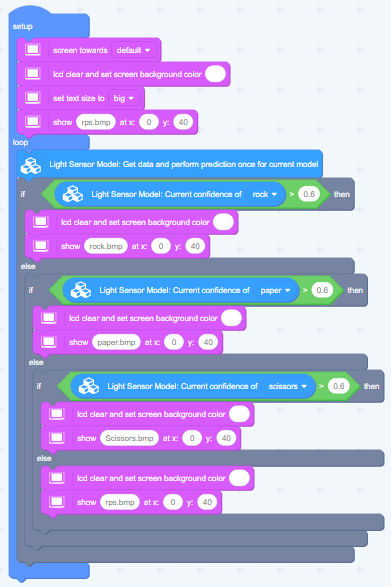 setup
screen towards default
lcd clear and set screen background color
set text size to big
show rps.bmp at x: 0 y: 40
loop
Light Sensor Model: Get data and perform prediction once for current model
if Light Sensor Model: Current confidence of rock > 0.6 then
lcd clear and set screen background color
show rock.bmp at x: 0 y: 40
else
if Light Sensor Model: Current confidence of paper > 0.6 then
lcd clear and set screen background color
show paper.bmp at x: 0 y: 40
else
if Light Sensor Model: Current confidence of scissors > 0.6 then
lcd clear and set screen background color
show Scissors.bmp at x: 0 y: 40
else
lcd clear and set screen background color
show rps.bmp at x: 0 y: 40